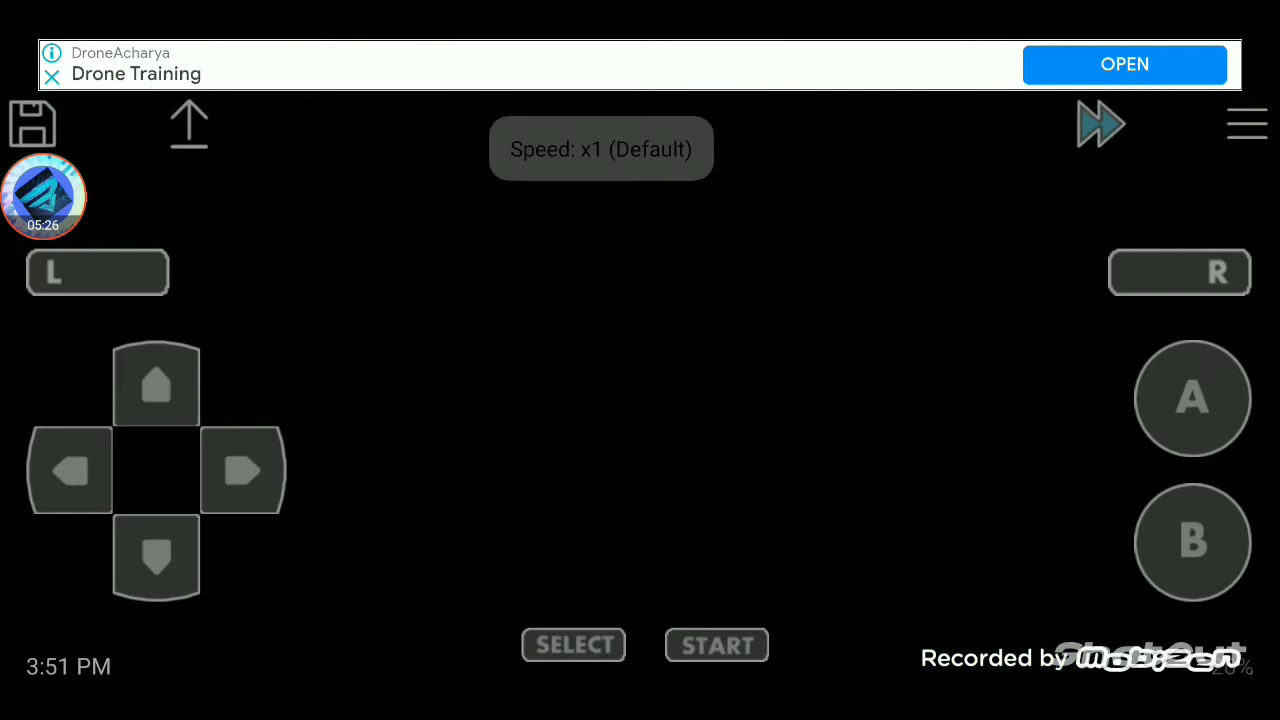 DroneAcharya
Drone Training
OPEN
Speed: x1 (Default)
05:26
L
R
A
B
SELECT
START
3:51 PM
Recorded by